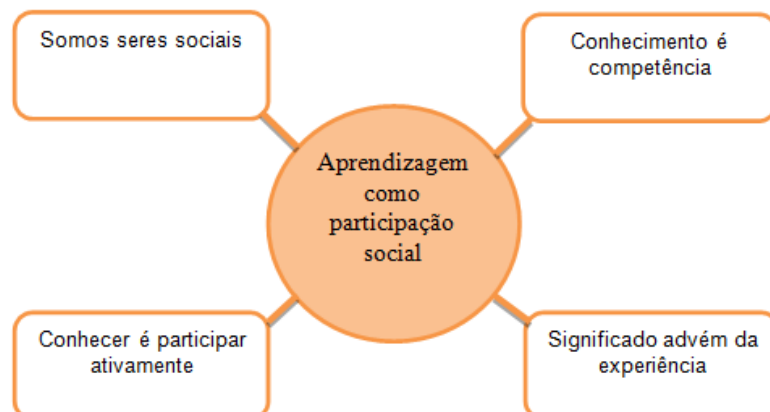 Somos seres sociais
Conhecimento é
competência
Aprendizagem
como
participação
social
Conhecer é participar
ativamente
Significado advém da
experiência